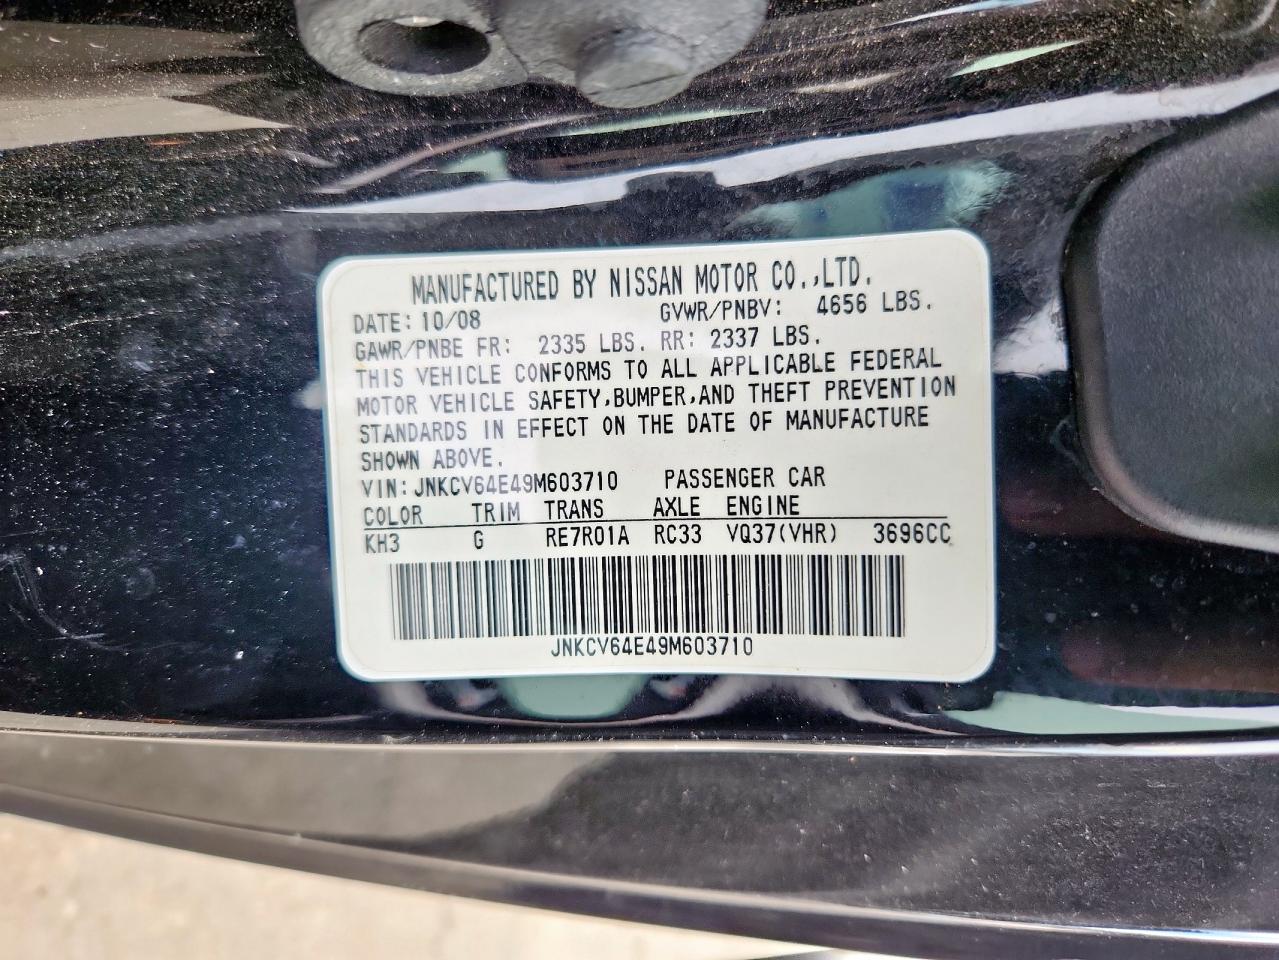 MANUFACTURED BY NISSAN MOTOR CO.,LTD.
DATE: 10/08 GVWR/PNBV: 4656 LBS.
GAWR/PNBE FR: 2335 LBS. RR: 2337 LBS.
THIS VEHICLE CONFORMS TO ALL APPLICABLE FEDERAL
MOTOR VEHICLE SAFETY,BUMPER,AND THEFT PREVENTION
STANDARDS IN EFFECT ON THE DATE OF MANUFACTURE
SHOWN ABOVE.
VIN: JNKCV64E49M603710 PASSENGER CAR
COLOR TRIM TRANS AXLE ENGINE
KH3 G RE7R01A RC33 VQ37(VHR) 3696CC
JNKCV64E49M603710